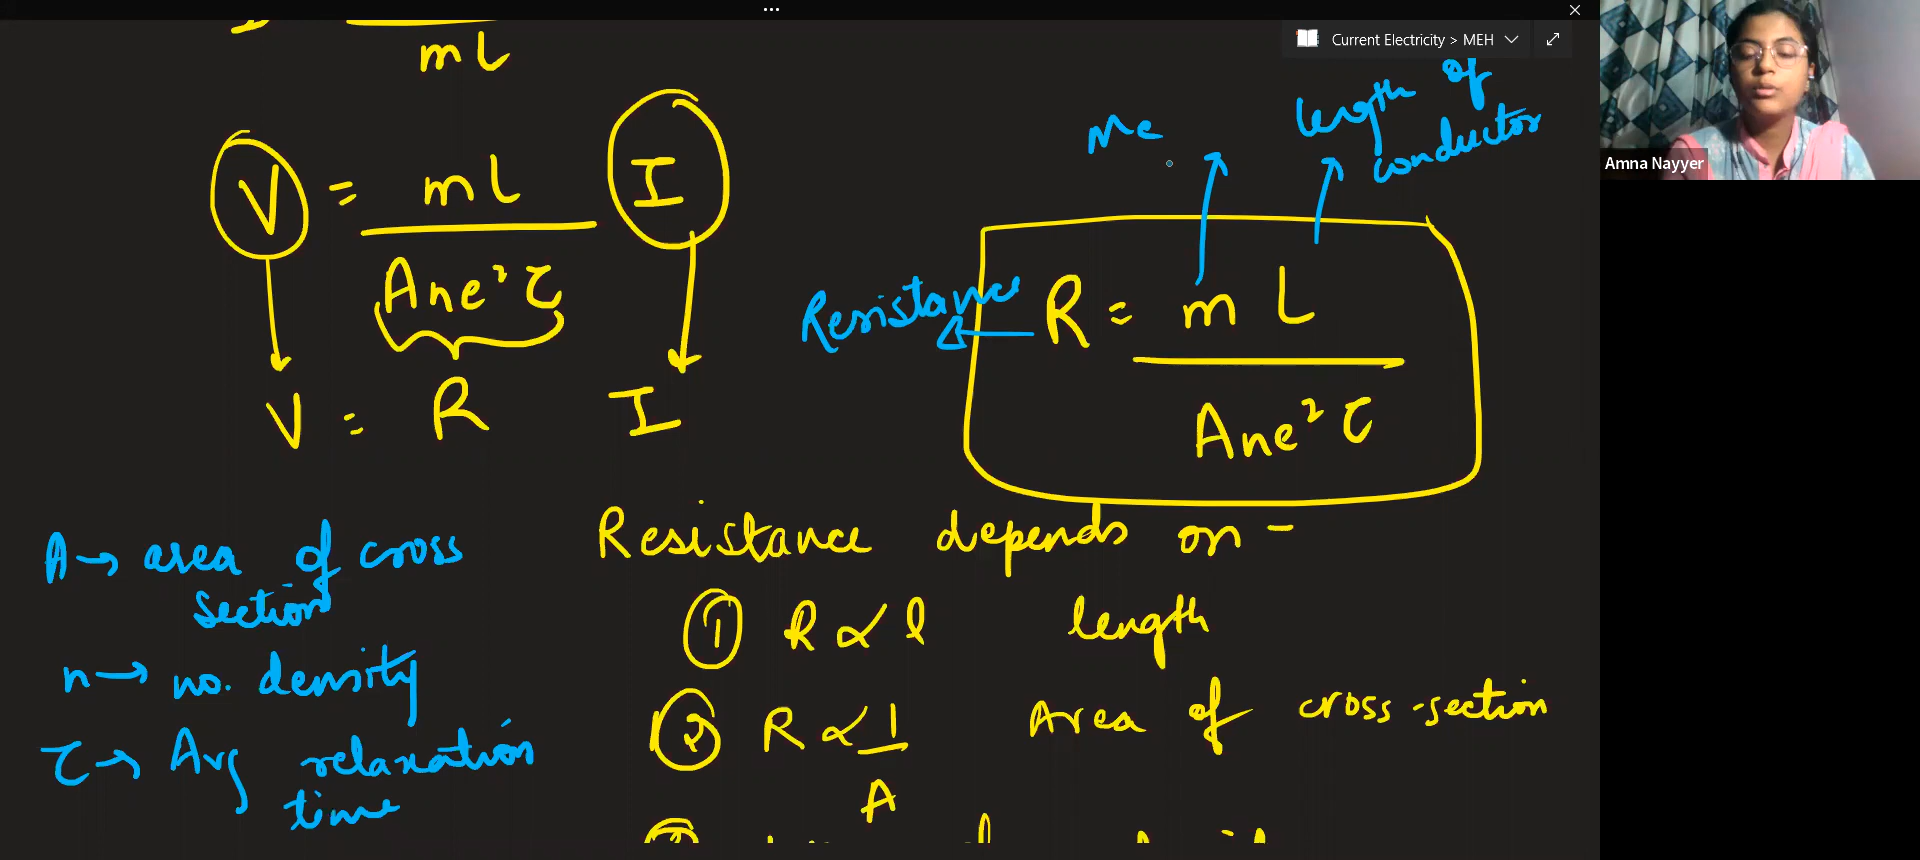 Current Electricity > MEH
Amna Nayyer
mL
V = mL I
Ane²τ
V = R I
Me
length of
conductor
Resistance
R = m L
Ane²τ
Resistance depends on -
① R ∝ l length
② R ∝ 1 Area of cross-section
A
A → area of cross
section
n → no. density
τ → Avg relaxation
time